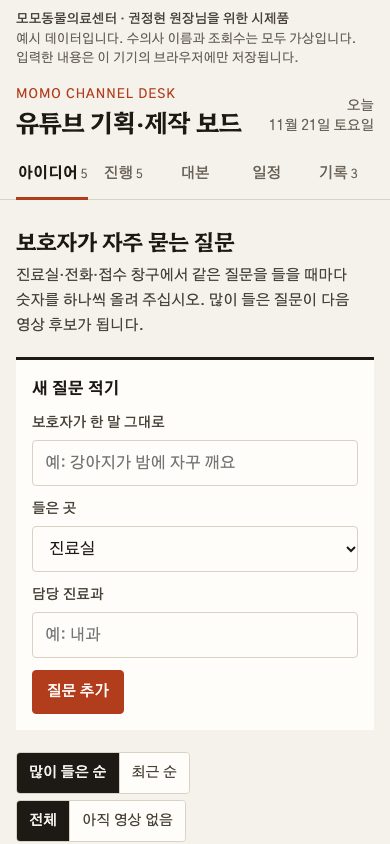 모모동물의료센터 · 권정현 원장님을 위한 시제품
예시 데이터입니다. 수의사 이름과 조회수는 모두 가상입니다.
입력한 내용은 이 기기의 브라우저에만 저장됩니다.
MOMO CHANNEL DESK
유튜브 기획·제작 보드
오늘
11월 21일 토요일
아이디어 5 진행 5 대본 일정 기록 3
보호자가 자주 묻는 질문
진료실·전화·접수 창구에서 같은 질문을 들을 때마다
숫자를 하나씩 올려 주십시오. 많이 들은 질문이 다음
영상 후보가 됩니다.
새 질문 적기
보호자가 한 말 그대로
예: 강아지가 밤에 자꾸 깨요
들은 곳
진료실
담당 진료과
예: 내과
질문 추가
많이 들은 순 최근 순
전체 아직 영상 없음